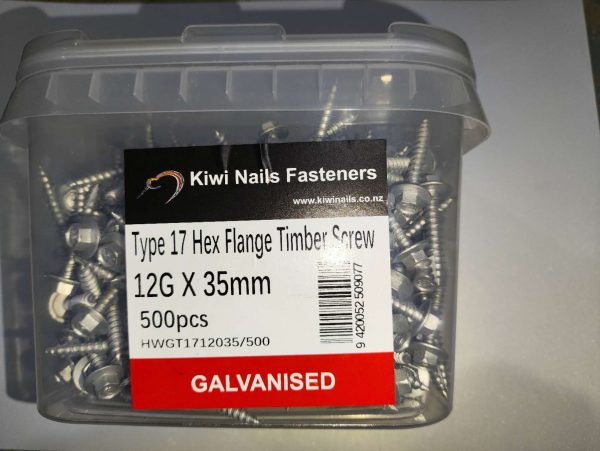 Kiwi Nails Fasteners
www.kiwinails.co.nz
Type 17 Hex Flange Timber Screw
12G X 35mm
500pcs
HWGT1712035/500
9 420052 509077
GALVANISED